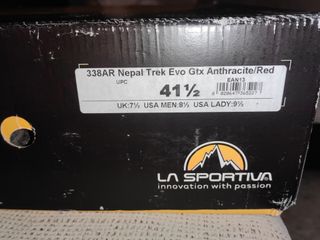 338AR Nepal Trek Evo Gtx Anthracite/Red
UPC
41½
EAN13
UK:7½ USA MEN:8½ USA LADY:9½
LA SPORTIVA
innovation with passion